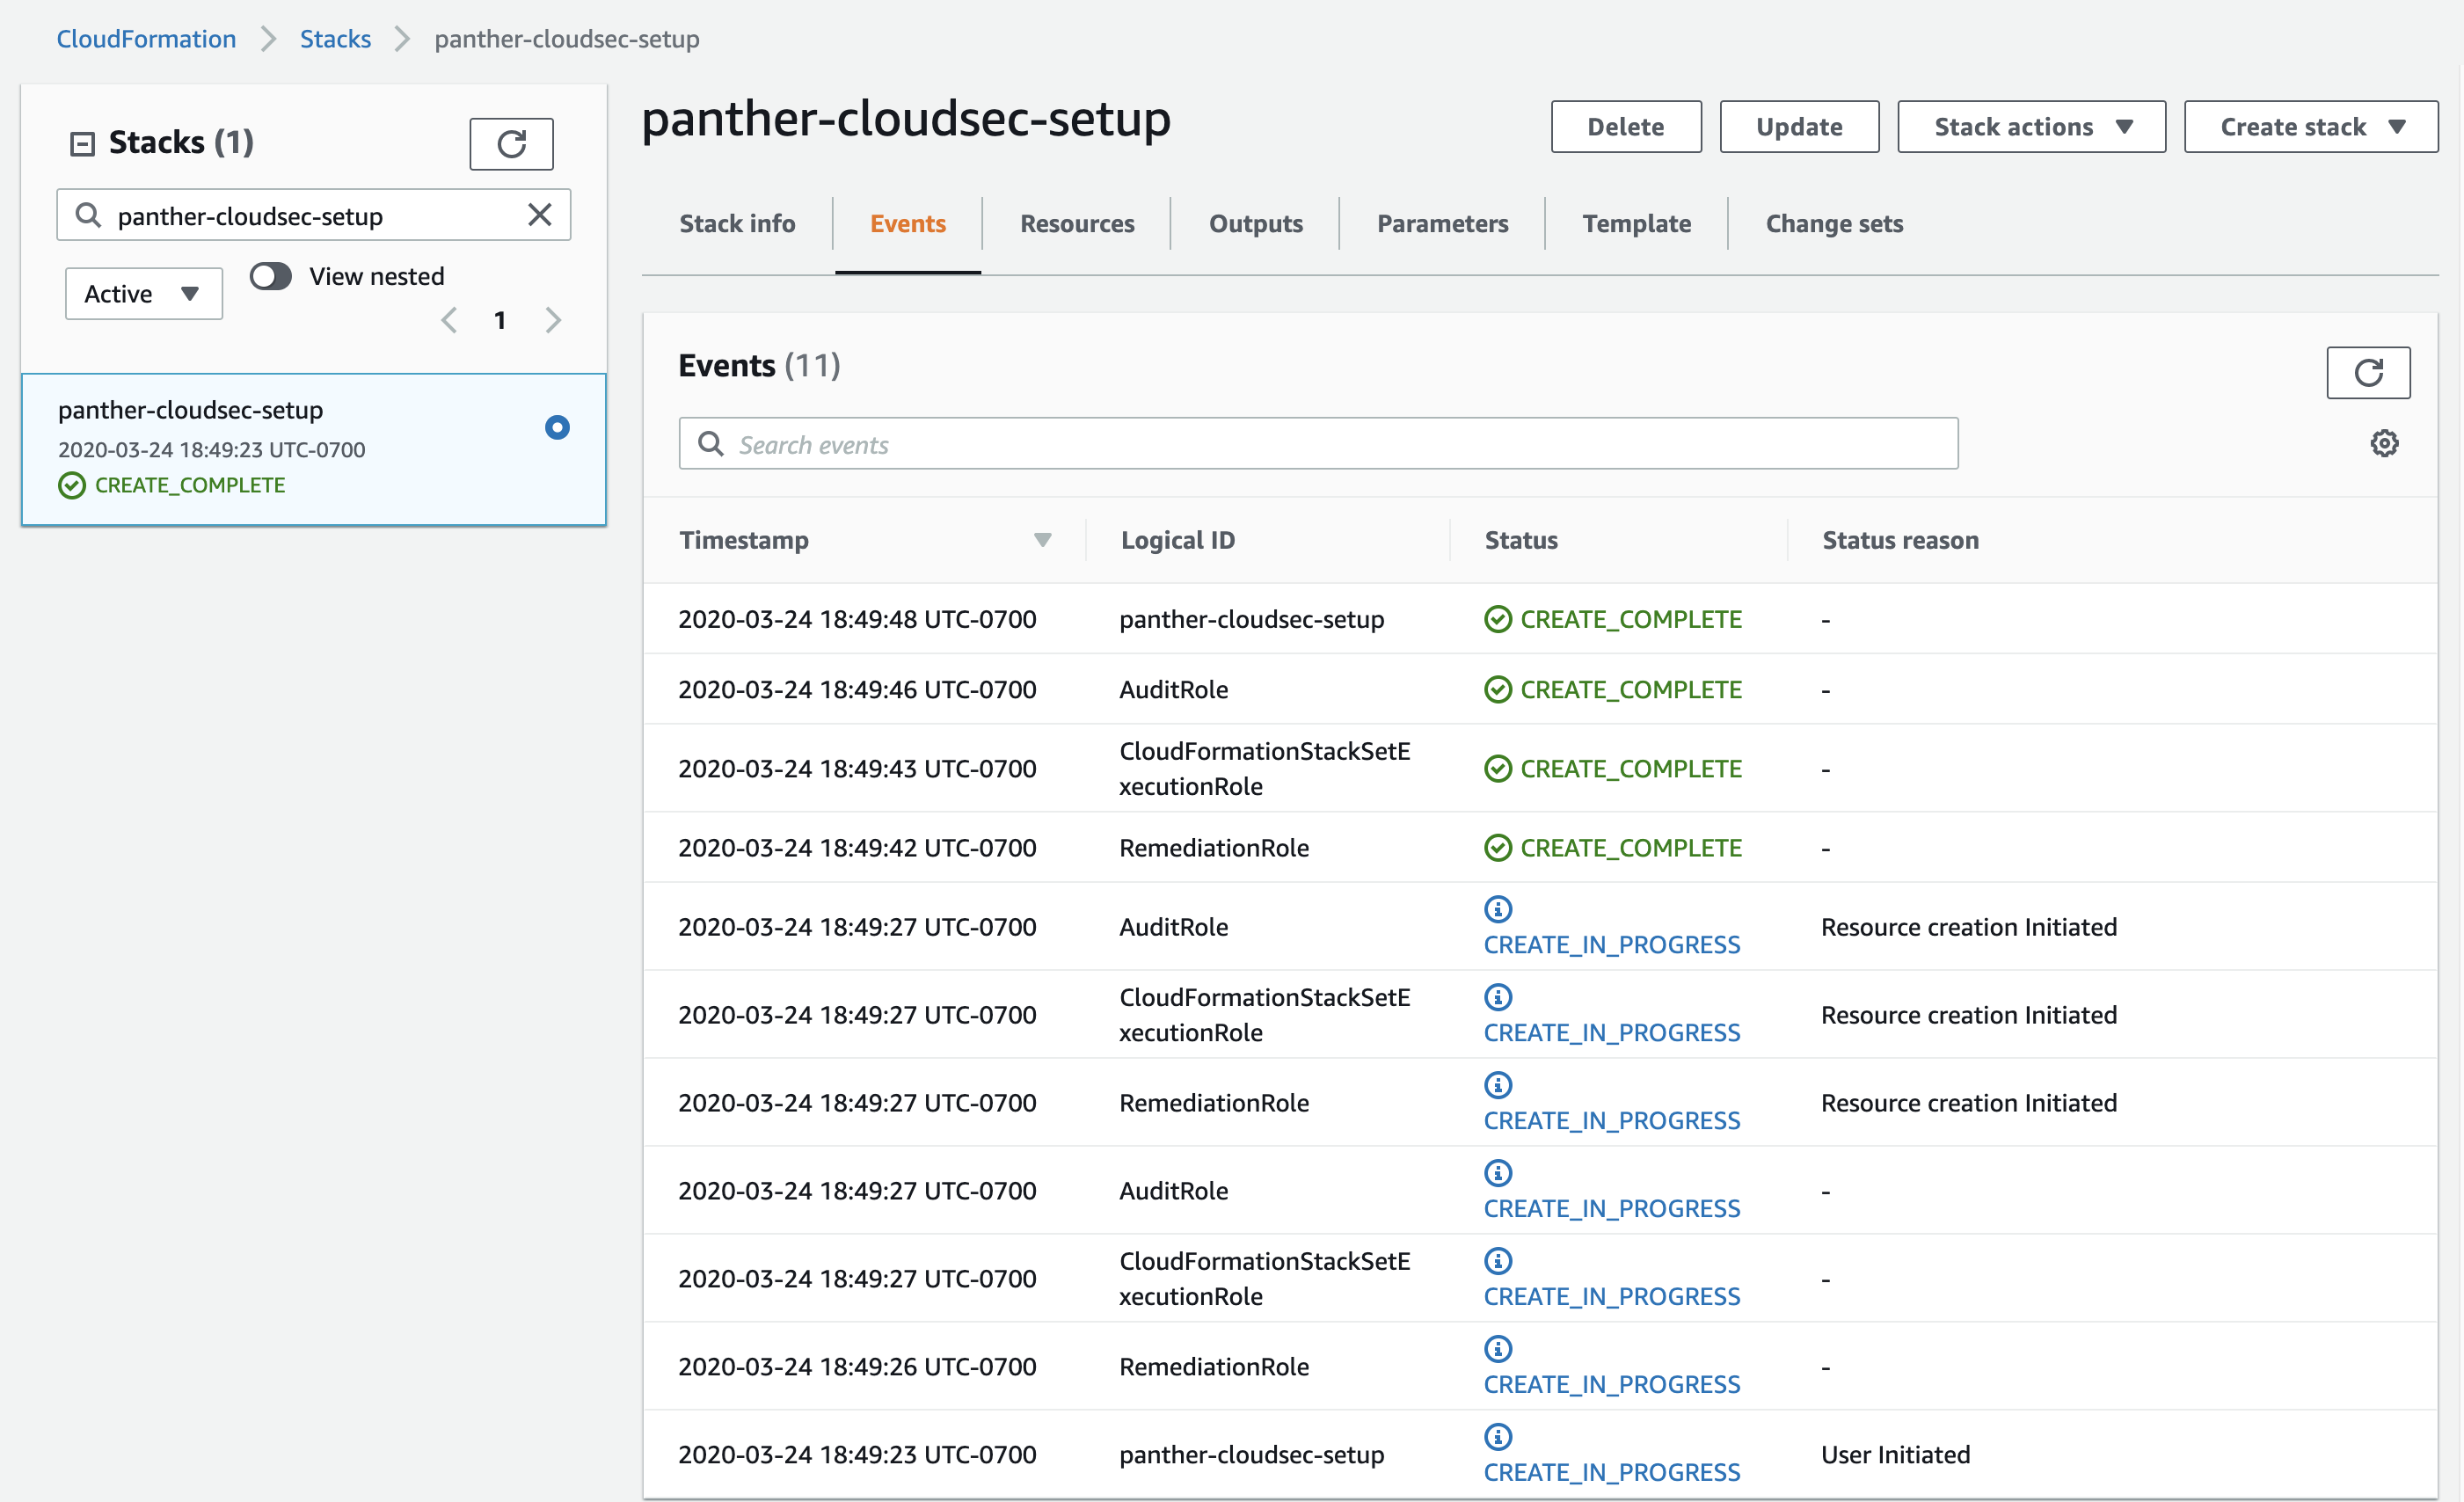 CloudFormation Stacks panther-cloudsec-setup
Stacks (1)
panther-cloudsec-setup
Active
View nested
1
panther-cloudsec-setup
2020-03-24 18:49:23 UTC-0700
CREATE_COMPLETE
panther-cloudsec-setup
Delete Update Stack actions Create stack
Stack info Events Resources Outputs Parameters Template Change sets
Events (11)
Search events
Timestamp Logical ID Status Status reason
2020-03-24 18:49:48 UTC-0700 panther-cloudsec-setup CREATE_COMPLETE -
2020-03-24 18:49:46 UTC-0700 AuditRole CREATE_COMPLETE -
CloudFormationStackSetE
2020-03-24 18:49:43 UTC-0700 CREATE_COMPLETE -
xecutionRole
2020-03-24 18:49:42 UTC-0700 RemediationRole CREATE_COMPLETE -
2020-03-24 18:49:27 UTC-0700 AuditRole Resource creation Initiated
CREATE_IN_PROGRESS
CloudFormationStackSetE
2020-03-24 18:49:27 UTC-0700 Resource creation Initiated
xecutionRole CREATE_IN_PROGRESS
2020-03-24 18:49:27 UTC-0700 RemediationRole Resource creation Initiated
CREATE_IN_PROGRESS
2020-03-24 18:49:27 UTC-0700 AuditRole -
CREATE_IN_PROGRESS
CloudFormationStackSetE
2020-03-24 18:49:27 UTC-0700 -
xecutionRole CREATE_IN_PROGRESS
2020-03-24 18:49:26 UTC-0700 RemediationRole -
CREATE_IN_PROGRESS
2020-03-24 18:49:23 UTC-0700 panther-cloudsec-setup User Initiated
CREATE_IN_PROGRESS